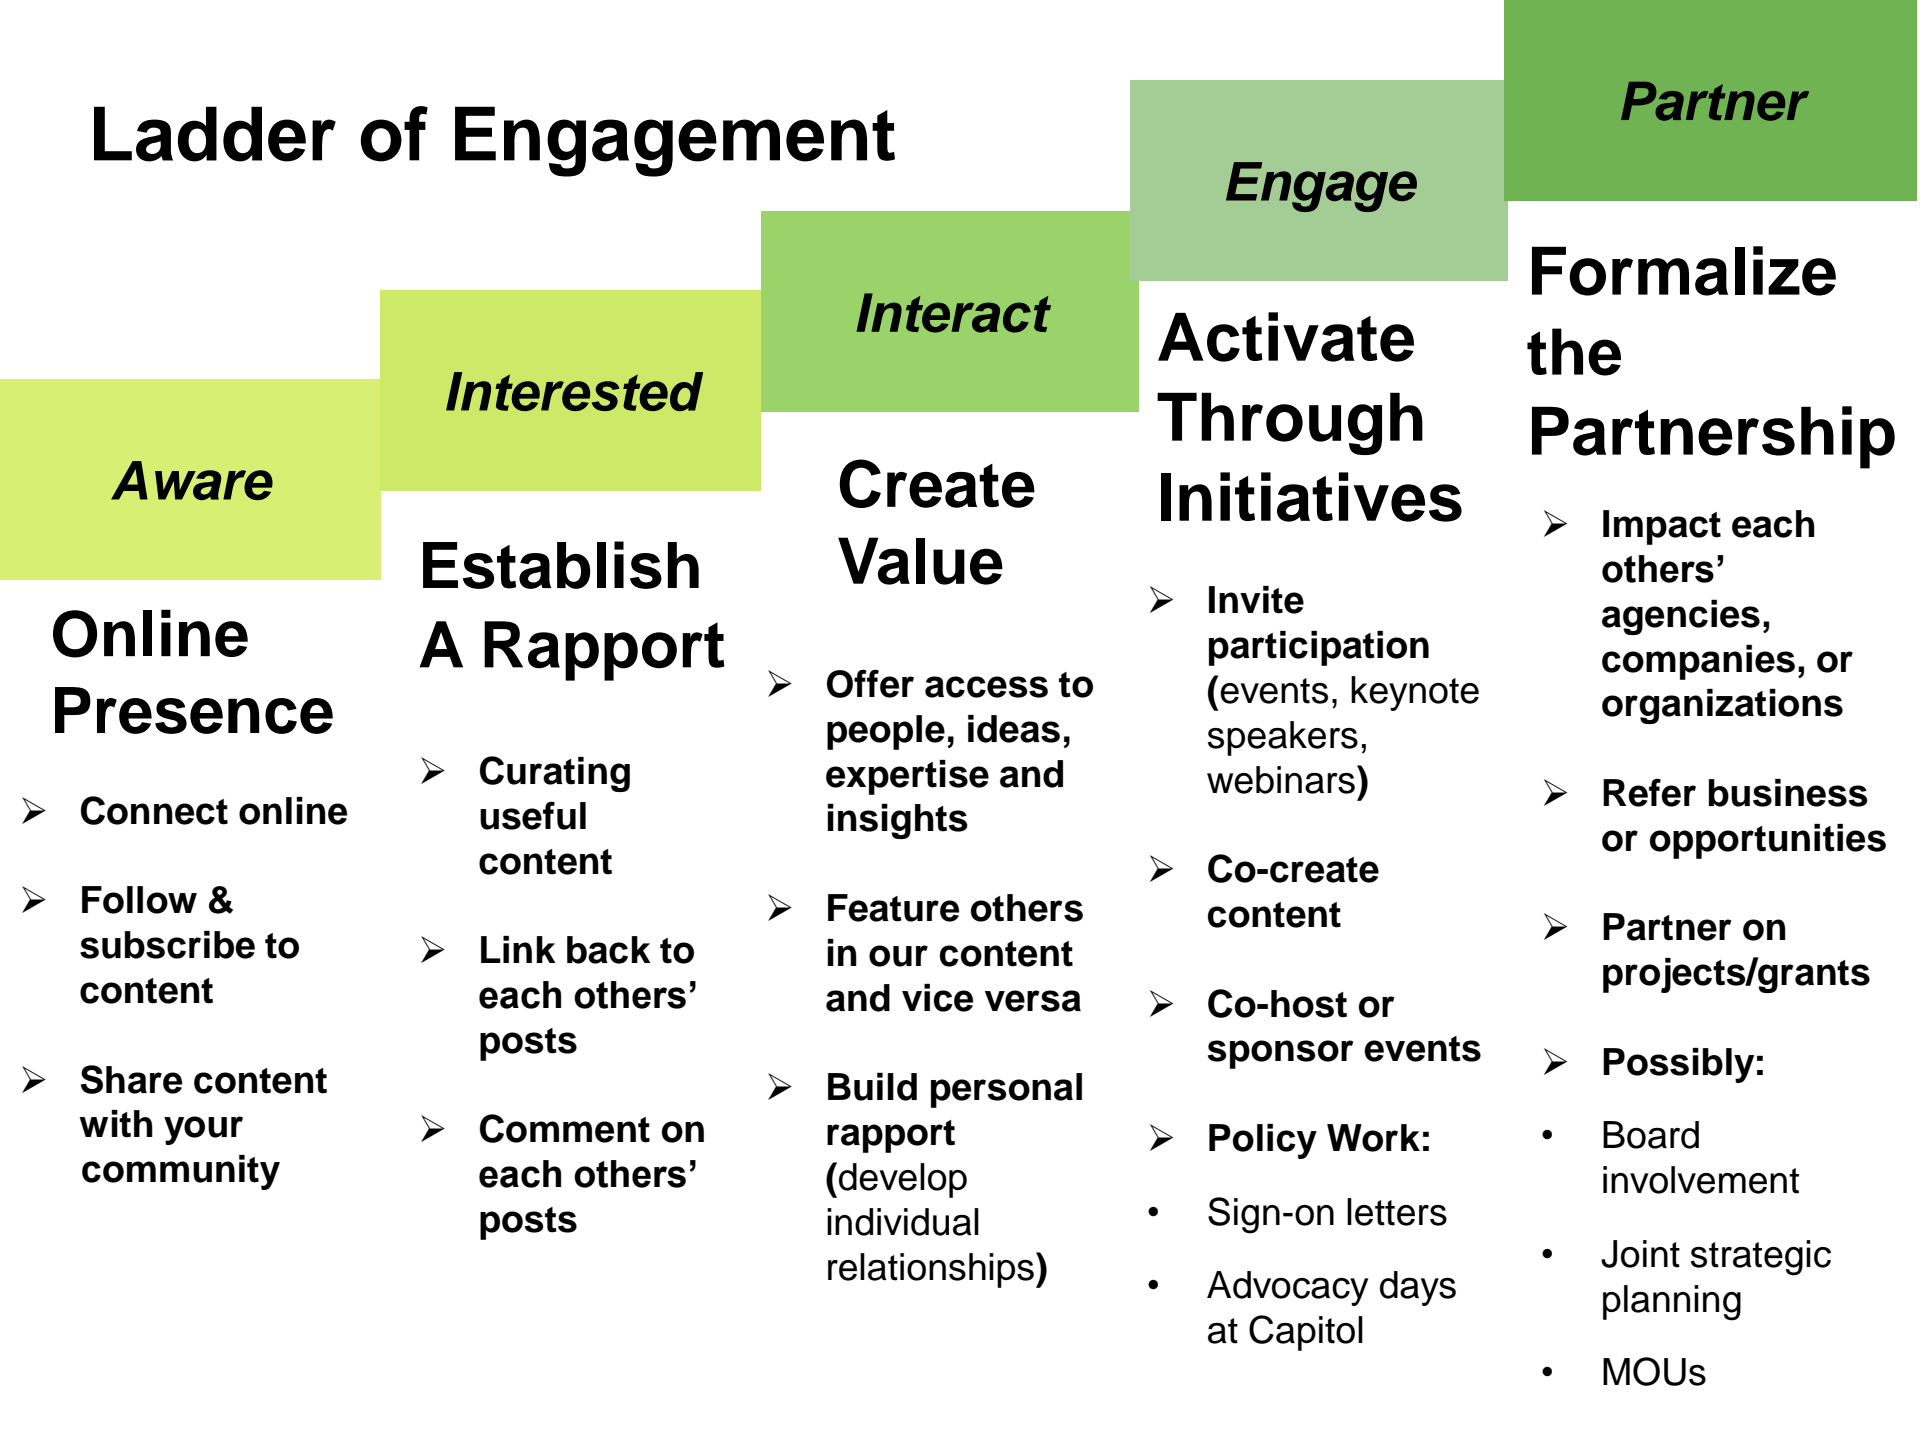 Ladder of Engagement
Aware
Online
Presence
➢ Connect online
➢ Follow &
subscribe to
content
➢ Share content
with your
community
Interested
Establish
A Rapport
➢ Curating
useful
content
➢ Link back to
each others’
posts
➢ Comment on
each others’
posts
Interact
Create
Value
➢ Offer access to
people, ideas,
expertise and
insights
➢ Feature others
in our content
and vice versa
➢ Build personal
rapport
(develop
individual
relationships)
Engage
Activate
Through
Initiatives
➢ Invite
participation
(events, keynote
speakers,
webinars)
➢ Co-create
content
➢ Co-host or
sponsor events
➢ Policy Work:
• Sign-on letters
• Advocacy days
at Capitol
Partner
Formalize
the
Partnership
➢ Impact each
others’
agencies,
companies, or
organizations
➢ Refer business
or opportunities
➢ Partner on
projects/grants
➢ Possibly:
• Board
involvement
• Joint strategic
planning
• MOUs